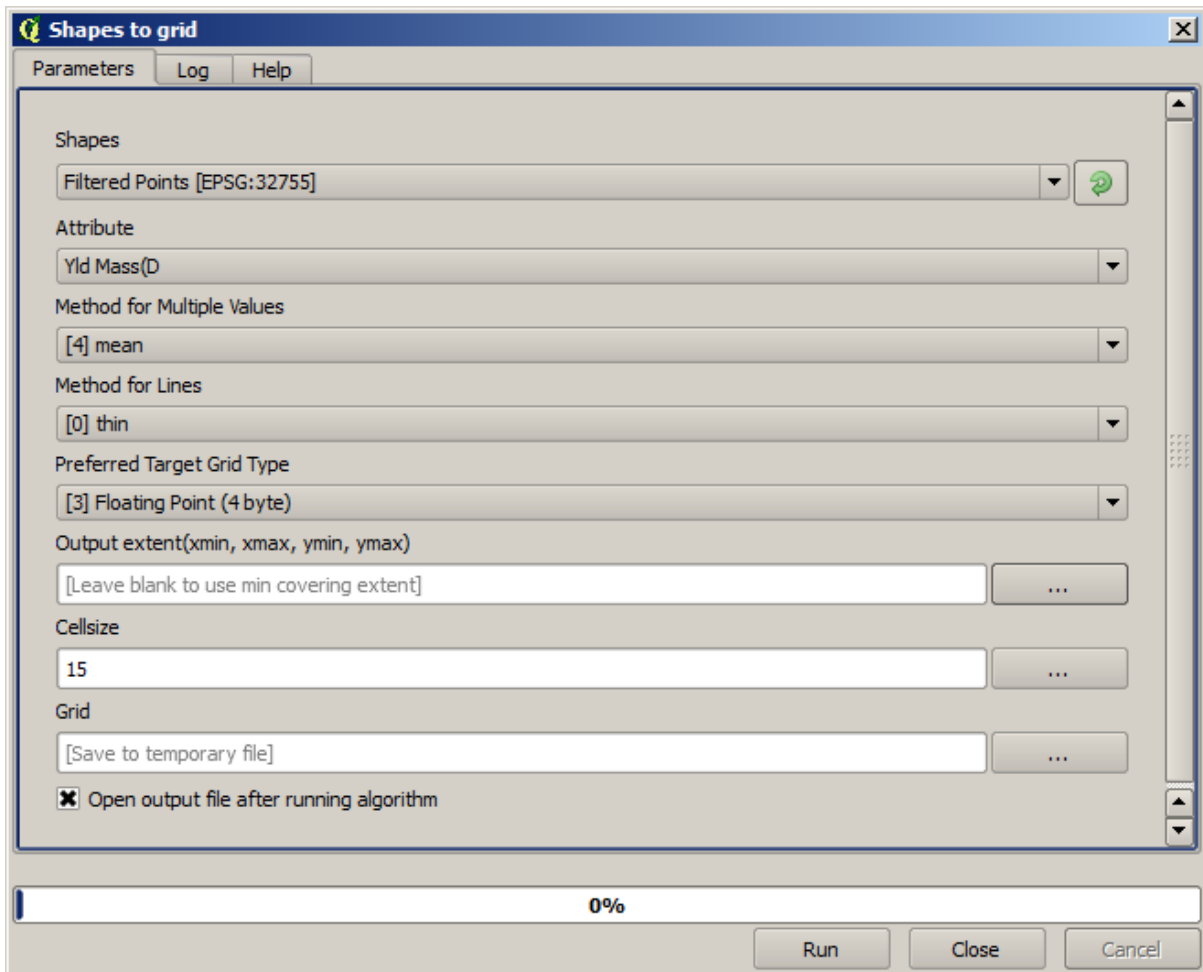 Shapes to grid
Parameters Log Help
Shapes
Filtered Points [EPSG:32755]
Attribute
Yld Mass(D
Method for Multiple Values
[4] mean
Method for Lines
[0] thin
Preferred Target Grid Type
[3] Floating Point (4 byte)
Output extent(xmin, xmax, ymin, ymax)
[Leave blank to use min covering extent]
...
Cellsize
15
...
Grid
[Save to temporary file]
...
Open output file after running algorithm
0%
Run Close Cancel